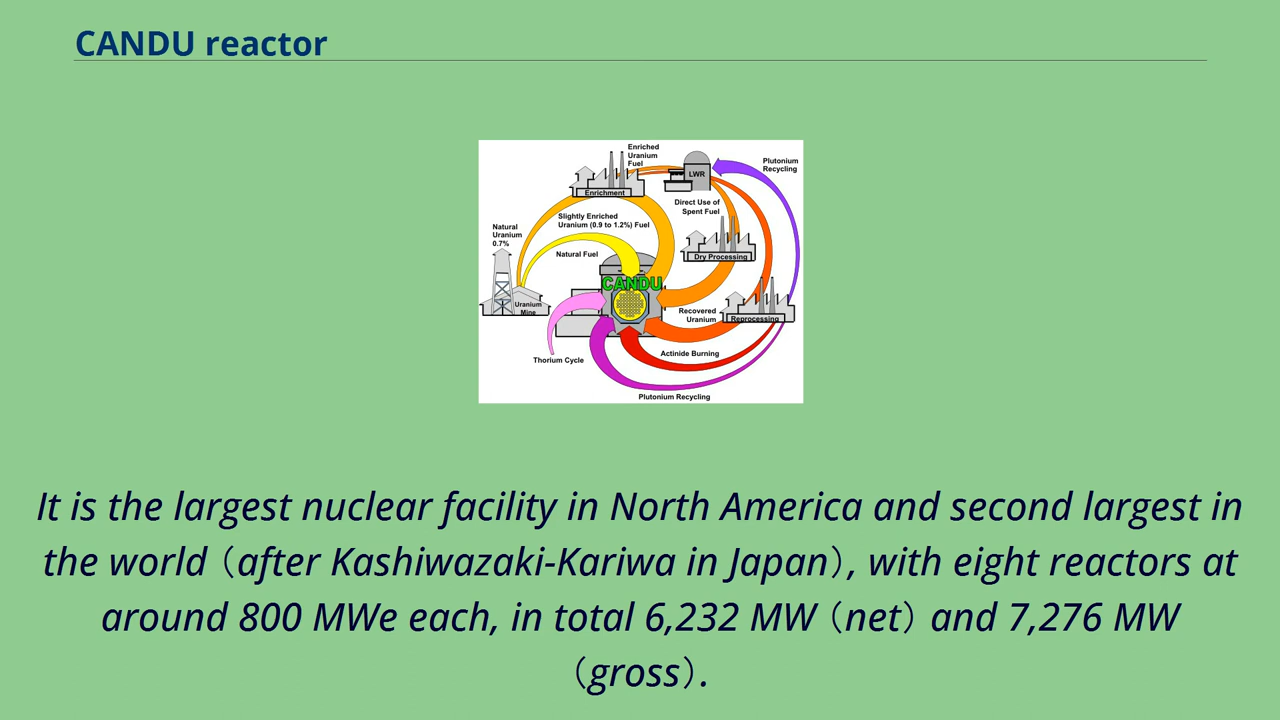 CANDU reactor
Enriched
Uranium
Fuel
LWR
Plutonium
Recycling
Enrichment
Direct Use of
Spent Fuel
Slightly Enriched
Uranium (0.9 to 1.2%) Fuel
Natural
Uranium
0.7%
Natural Fuel
Dry Processing
CANDU
Uranium
Mine
Recovered
Uranium
Reprocessing
Actinide Burning
Thorium Cycle
Plutonium Recycling
It is the largest nuclear facility in North America and second largest in
the world (after Kashiwazaki-Kariwa in Japan), with eight reactors at
around 800 MWe each, in total 6,232 MW (net) and 7,276 MW
(gross).